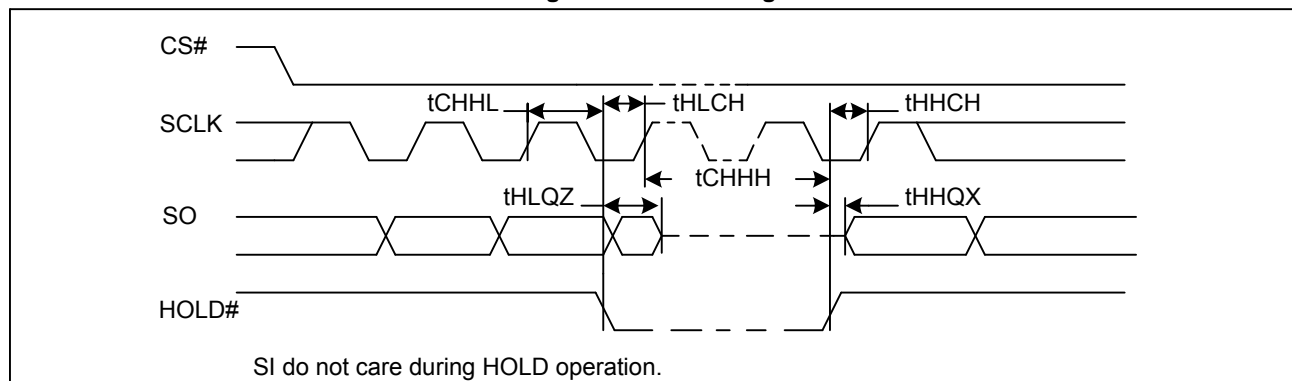 CS#
tCHHL
tHLCH
tHHCH
SCLK
tCHHH
tHLQZ
tHHQX
SO
HOLD#
SI do not care during HOLD operation.